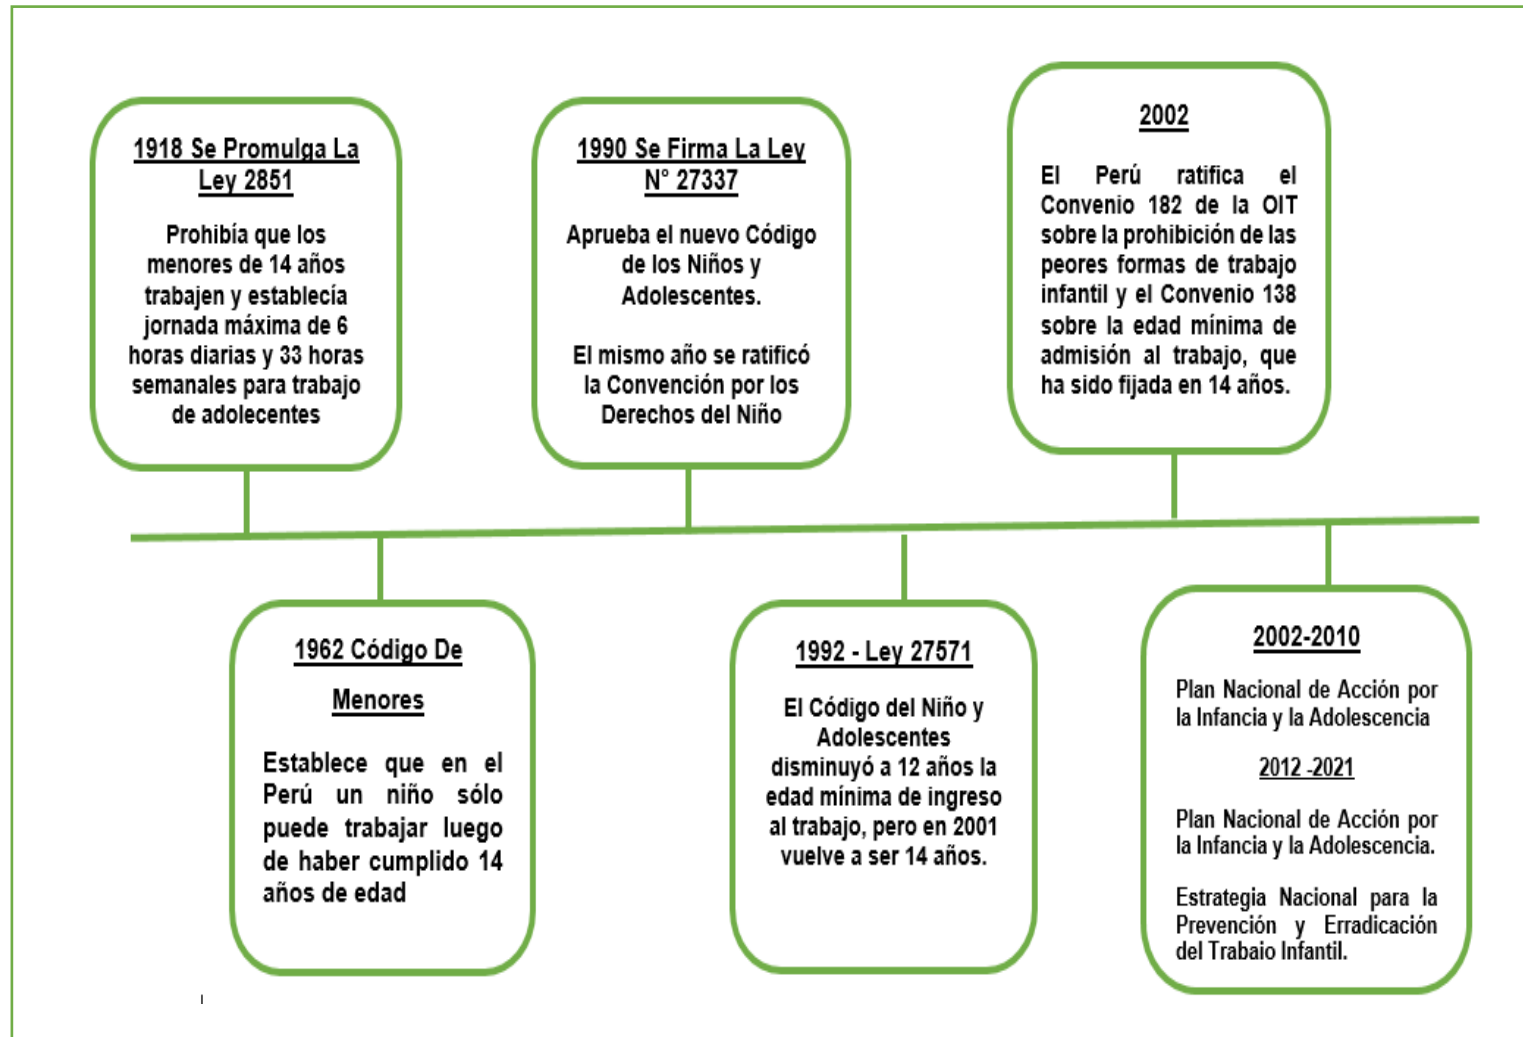 1918 Se Promulga La
Ley 2851
Prohibía que los
menores de 14 años
trabajen y establecía
jornada máxima de 6
horas diarias y 33 horas
semanales para trabajo
de adolecentes
1990 Se Firma La Ley
N° 27337
Aprueba el nuevo Código
de los Niños y
Adolescentes.
El mismo año se ratificó
la Convención por los
Derechos del Niño
2002
El Perú ratifica el
Convenio 182 de la OIT
sobre la prohibición de las
peores formas de trabajo
infantil y el Convenio 138
sobre la edad mínima de
admisión al trabajo, que
ha sido fijada en 14 años.
1962 Código De
Menores
Establece que en el
Perú un niño sólo
puede trabajar luego
de haber cumplido 14
años de edad
1992 - Ley 27571
El Código del Niño y
Adolescentes
disminuyó a 12 años la
edad mínima de ingreso
al trabajo, pero en 2001
vuelve a ser 14 años.
2002-2010
Plan Nacional de Acción por
la Infancia y la Adolescencia
2012 -2021
Plan Nacional de Acción por
la Infancia y la Adolescencia.
Estrategia Nacional para la
Prevención y Erradicación
del Trabajo Infantil.